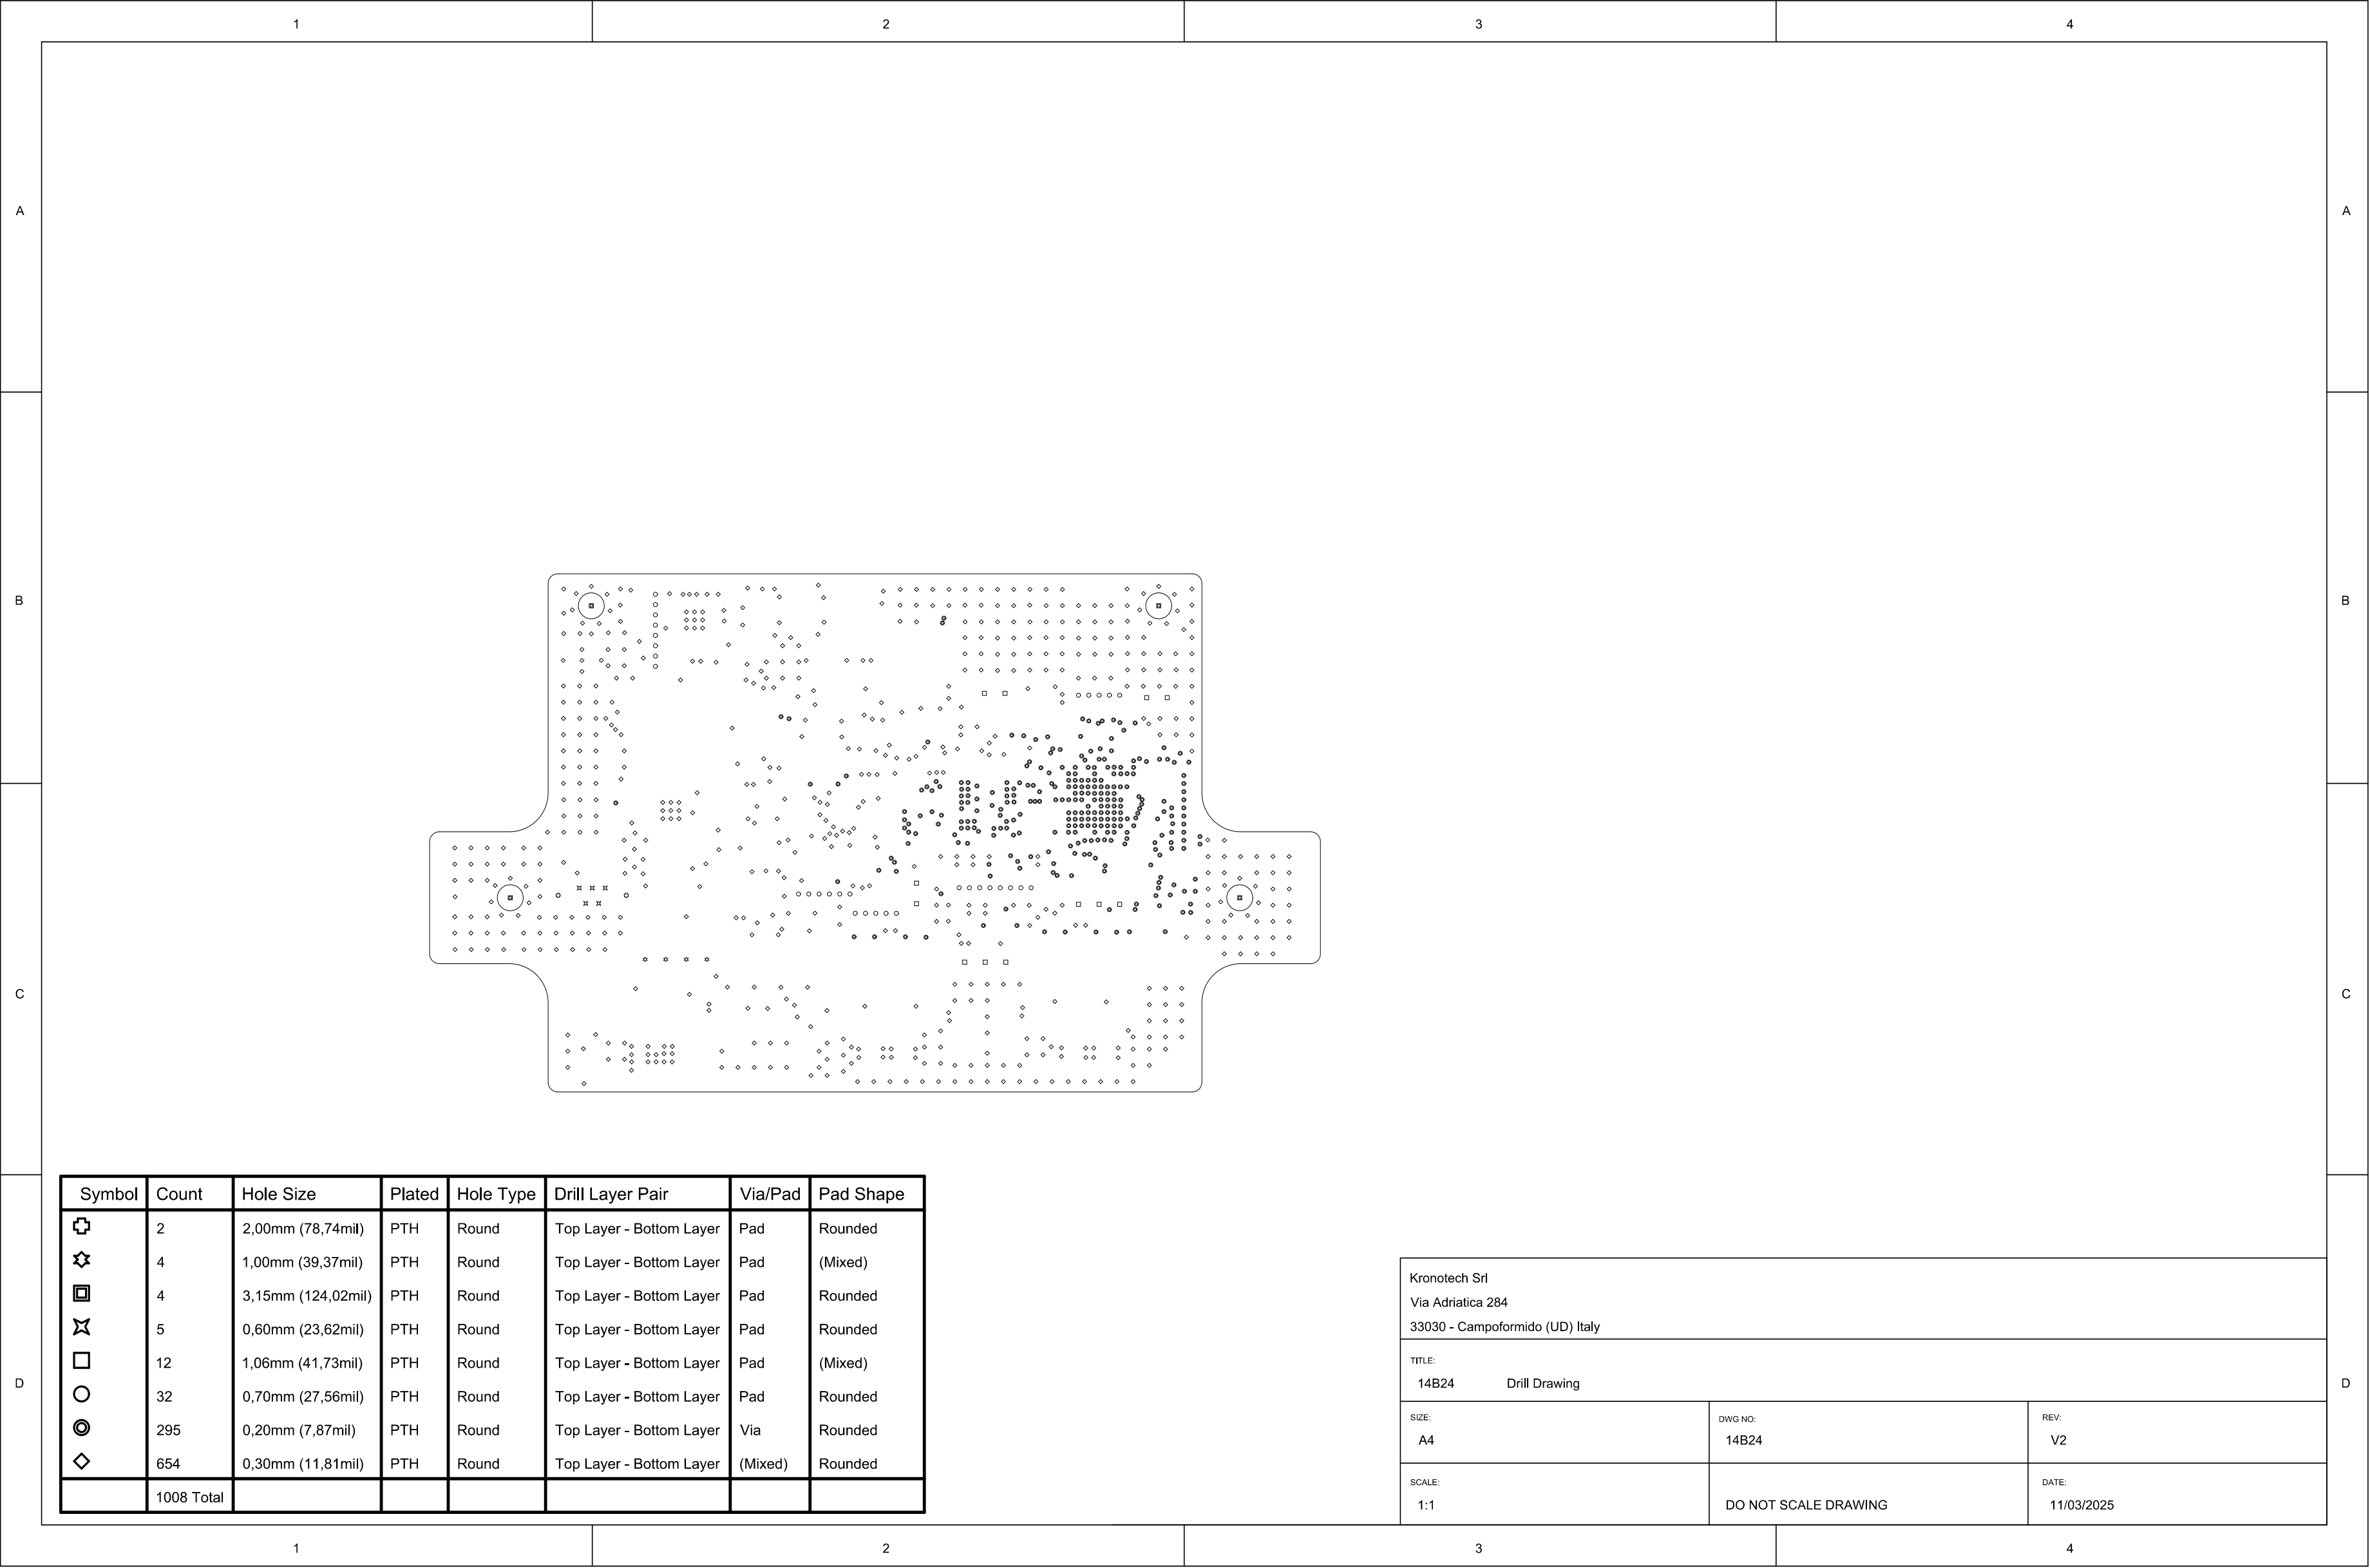 1 2 3 4
A A
B B
C C
D D
Symbol Count Hole Size Plated Hole Type Drill Layer Pair Via/Pad Pad Shape
2 2,00mm (78,74mil) PTH Round Top Layer - Bottom Layer Pad Rounded
4 1,00mm (39,37mil) PTH Round Top Layer - Bottom Layer Pad (Mixed)
4 3,15mm (124,02mil) PTH Round Top Layer - Bottom Layer Pad Rounded
5 0,60mm (23,62mil) PTH Round Top Layer - Bottom Layer Pad Rounded
12 1,06mm (41,73mil) PTH Round Top Layer - Bottom Layer Pad (Mixed)
32 0,70mm (27,56mil) PTH Round Top Layer - Bottom Layer Pad Rounded
295 0,20mm (7,87mil) PTH Round Top Layer - Bottom Layer Via Rounded
654 0,30mm (11,81mil) PTH Round Top Layer - Bottom Layer (Mixed) Rounded
1008 Total
Kronotech Srl
Via Adriatica 284
33030 - Campoformido (UD) Italy
TITLE:
14B24 Drill Drawing
SIZE: DWG NO: REV:
A4 14B24 V2
SCALE: DATE:
1:1 DO NOT SCALE DRAWING 11/03/2025
1 2 3 4